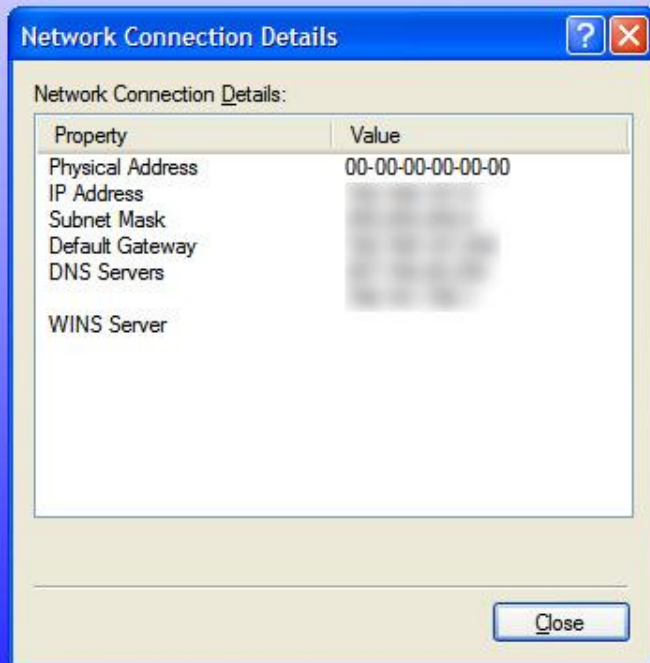 Network Connection Details
Network Connection Details:
Property Value
Physical Address 00-00-00-00-00-00
IP Address
Subnet Mask
Default Gateway
DNS Servers
WINS Server
Close